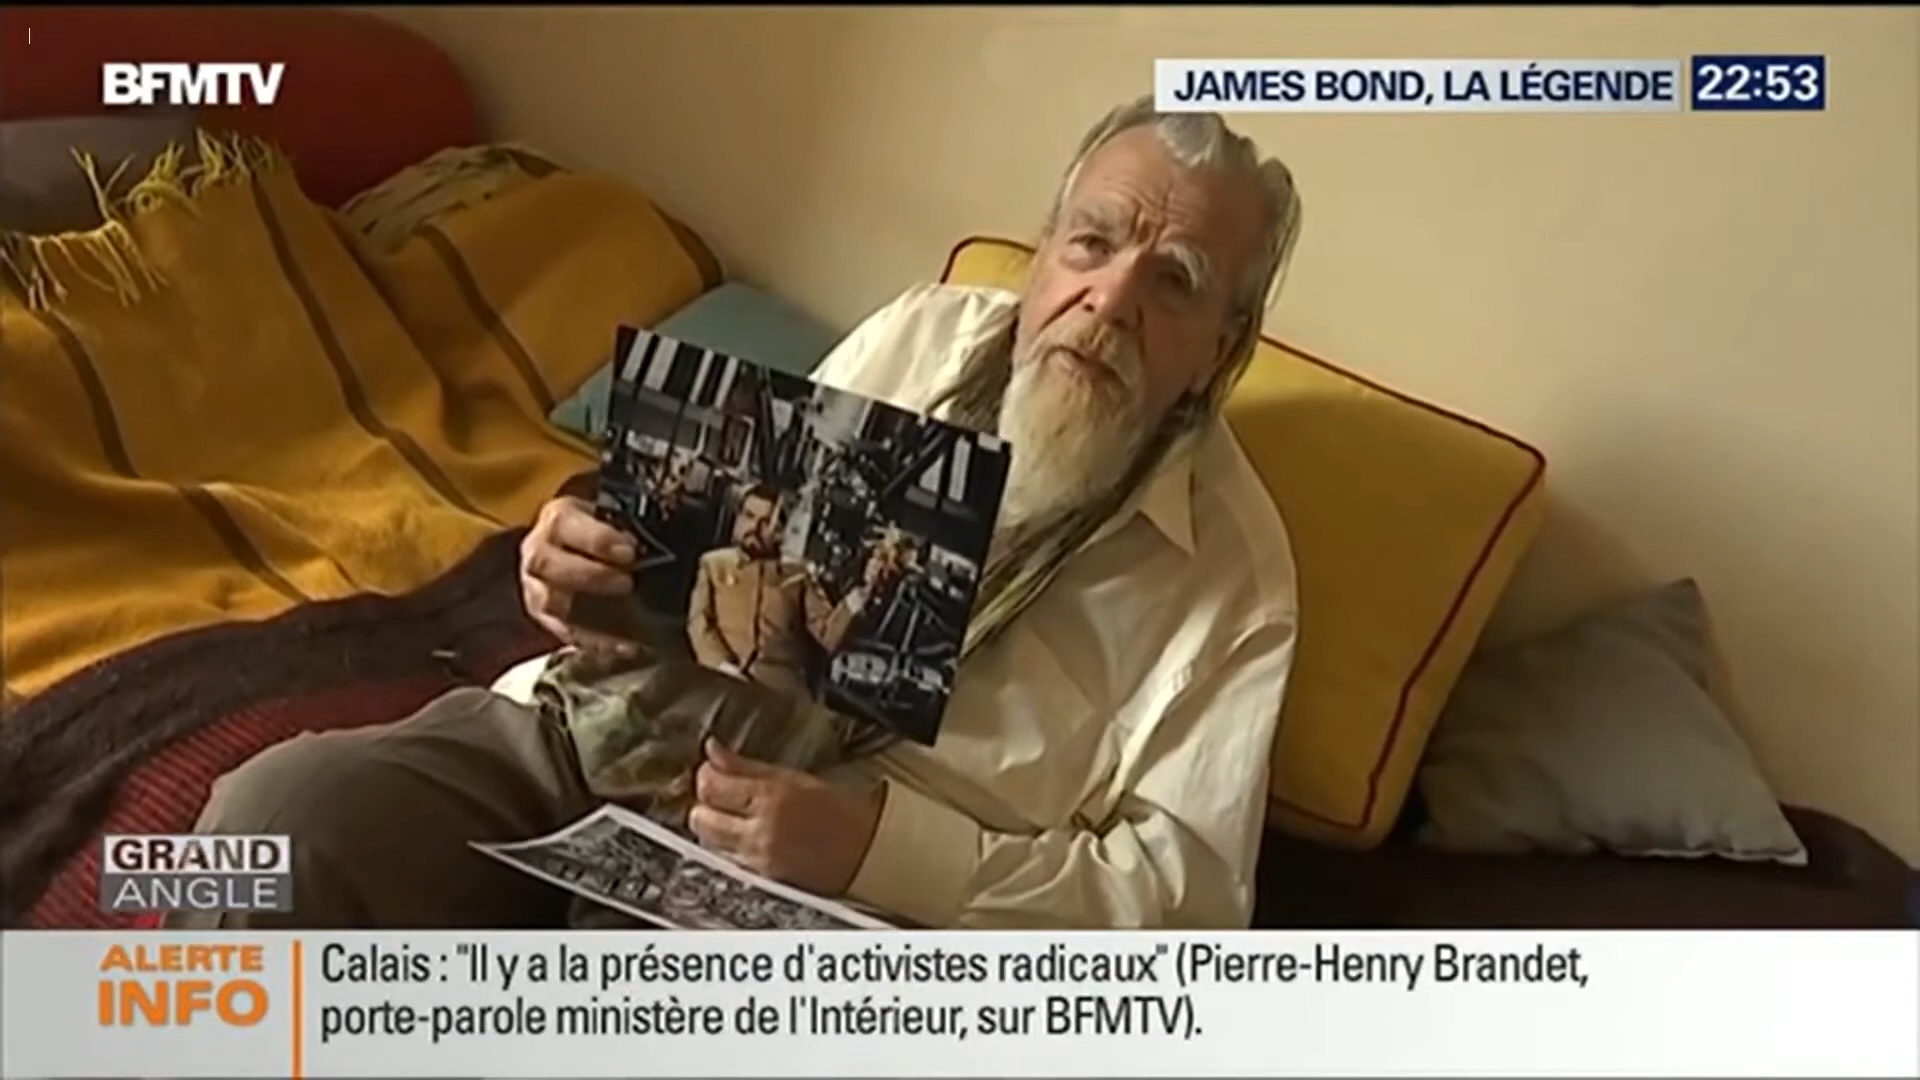 BFMTV
JAMES BOND, LA LÉGENDE 22:53
GRAND
ANGLE
ALERTE
INFO
Calais : "Il y a la présence d'activistes radicaux" (Pierre-Henry Brandet,
porte-parole ministère de l'Intérieur, sur BFMTV).